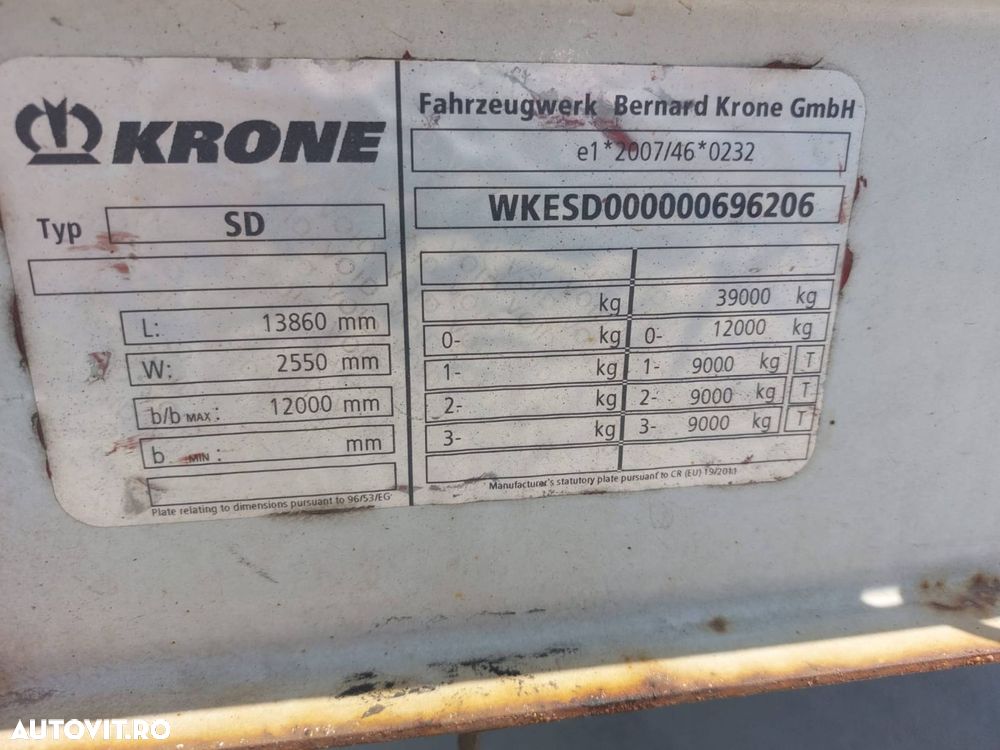 KRONE
Typ SD
L: 13860 mm
W: 2550 mm
b/b MAX : 12000 mm
b MIN : mm
Plate relating to dimensions pursuant to 96/53/EG
Fahrzeugwerk Bernard Krone GmbH
e1*2007/46*0232
WKESD000000696206
kg 39000 kg
0- kg 0- 12000 kg
1- kg 1- 9000 kg T
2- kg 2- 9000 kg T
3- kg 3- 9000 kg T
Manufacturer's statutory plate pursuant to CR (EU) 19/2011
AUTOVIT.RO